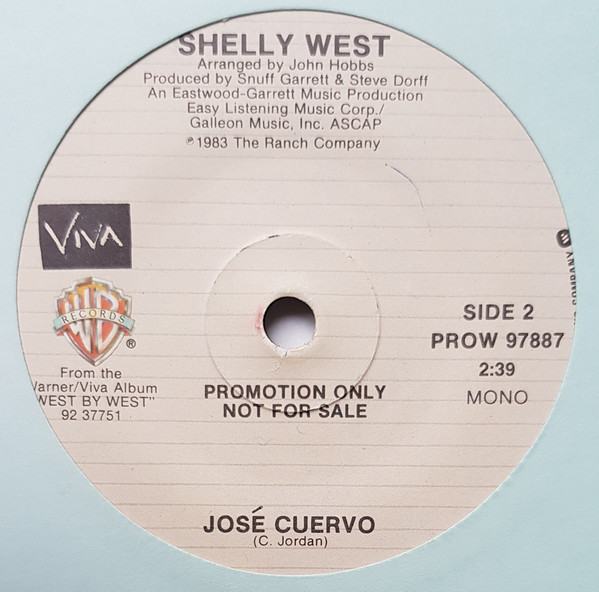 SHELLY WEST
Arranged by John Hobbs
Produced by Snuff Garrett & Steve Dorff
An Eastwood-Garrett Music Production
Easy Listening Music Corp./
Galleon Music, Inc. ASCAP
℗1983 The Ranch Company
VIVA
WB
RECORDS
®
From the
Warner/Viva Album
"WEST BY WEST"
92 37751
SIDE 2
PROW 97887
2:39
MONO
PROMOTION ONLY
NOT FOR SALE
JOSÉ CUERVO
(C. Jordan)
COMPANY